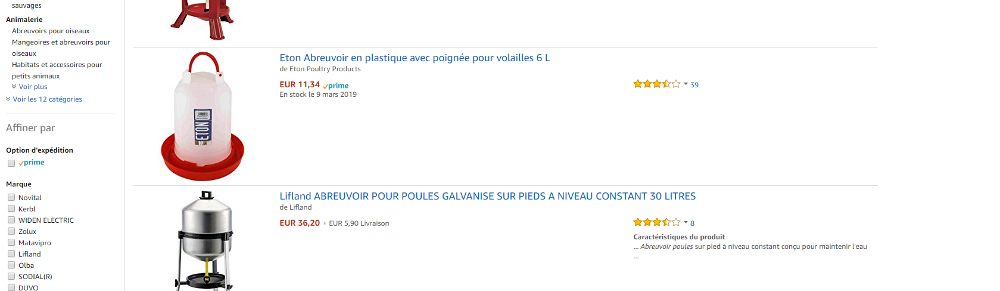 sauvages
Animalerie
Abreuvoirs pour oiseaux
Mangeoires et abreuvoirs pour
oiseaux
Habitats et accessoires pour
petits animaux
Voir plus
Voir les 12 catégories
Affiner par
Option d'expédition
prime
Marque
Novital
Kerbl
WIDEN ELECTRIC
Zolux
Matavipro
Lifland
Olba
SODIAL(R)
DUVO
Eton Abreuvoir en plastique avec poignée pour volailles 6 L
de Eton Poultry Products
EUR 11,34 prime
En stock le 9 mars 2019
39
ETON
Lifland ABREUVOIR POUR POULES GALVANISE SUR PIEDS A NIVEAU CONSTANT 30 LITRES
de Lifland
EUR 36,20 + EUR 5,90 Livraison
8
Caractéristiques du produit
... Abreuvoir poules sur pied à niveau constant conçu pour maintenir l'eau
...